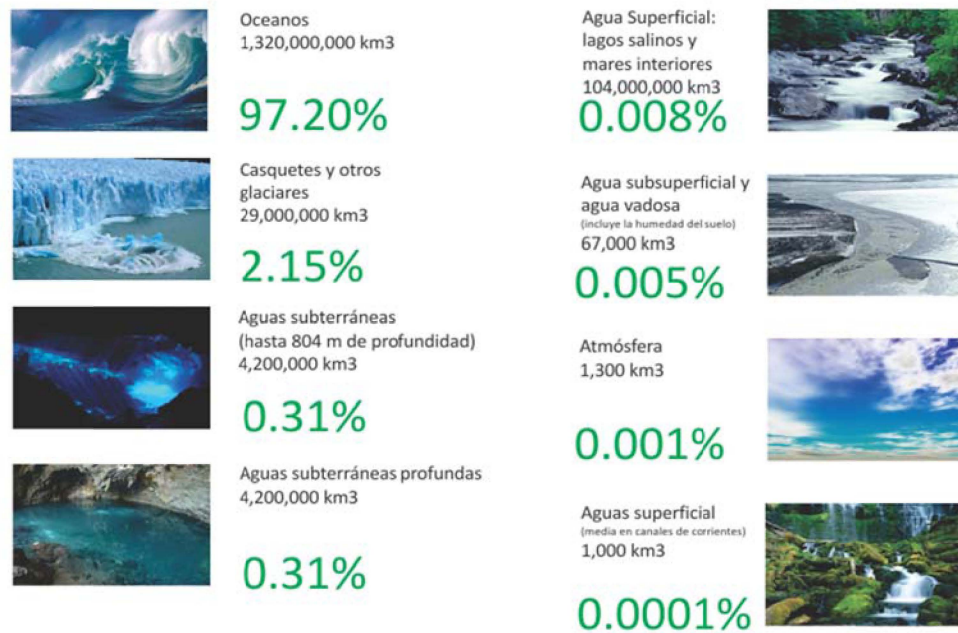 Oceanos
1,320,000,000 km3
97.20%
Casquetes y otros
glaciares
29,000,000 km3
2.15%
Aguas subterráneas
(hasta 804 m de profundidad)
4,200,000 km3
0.31%
Aguas subterráneas profundas
4,200,000 km3
0.31%
Agua Superficial:
lagos salinos y
mares interiores
104,000,000 km3
0.008%
Agua subsuperficial y
agua vadosa
(incluye la humedad del suelo)
67,000 km3
0.005%
Atmósfera
1,300 km3
0.001%
Aguas superficial
(media en canales de corrientes)
1,000 km3
0.0001%